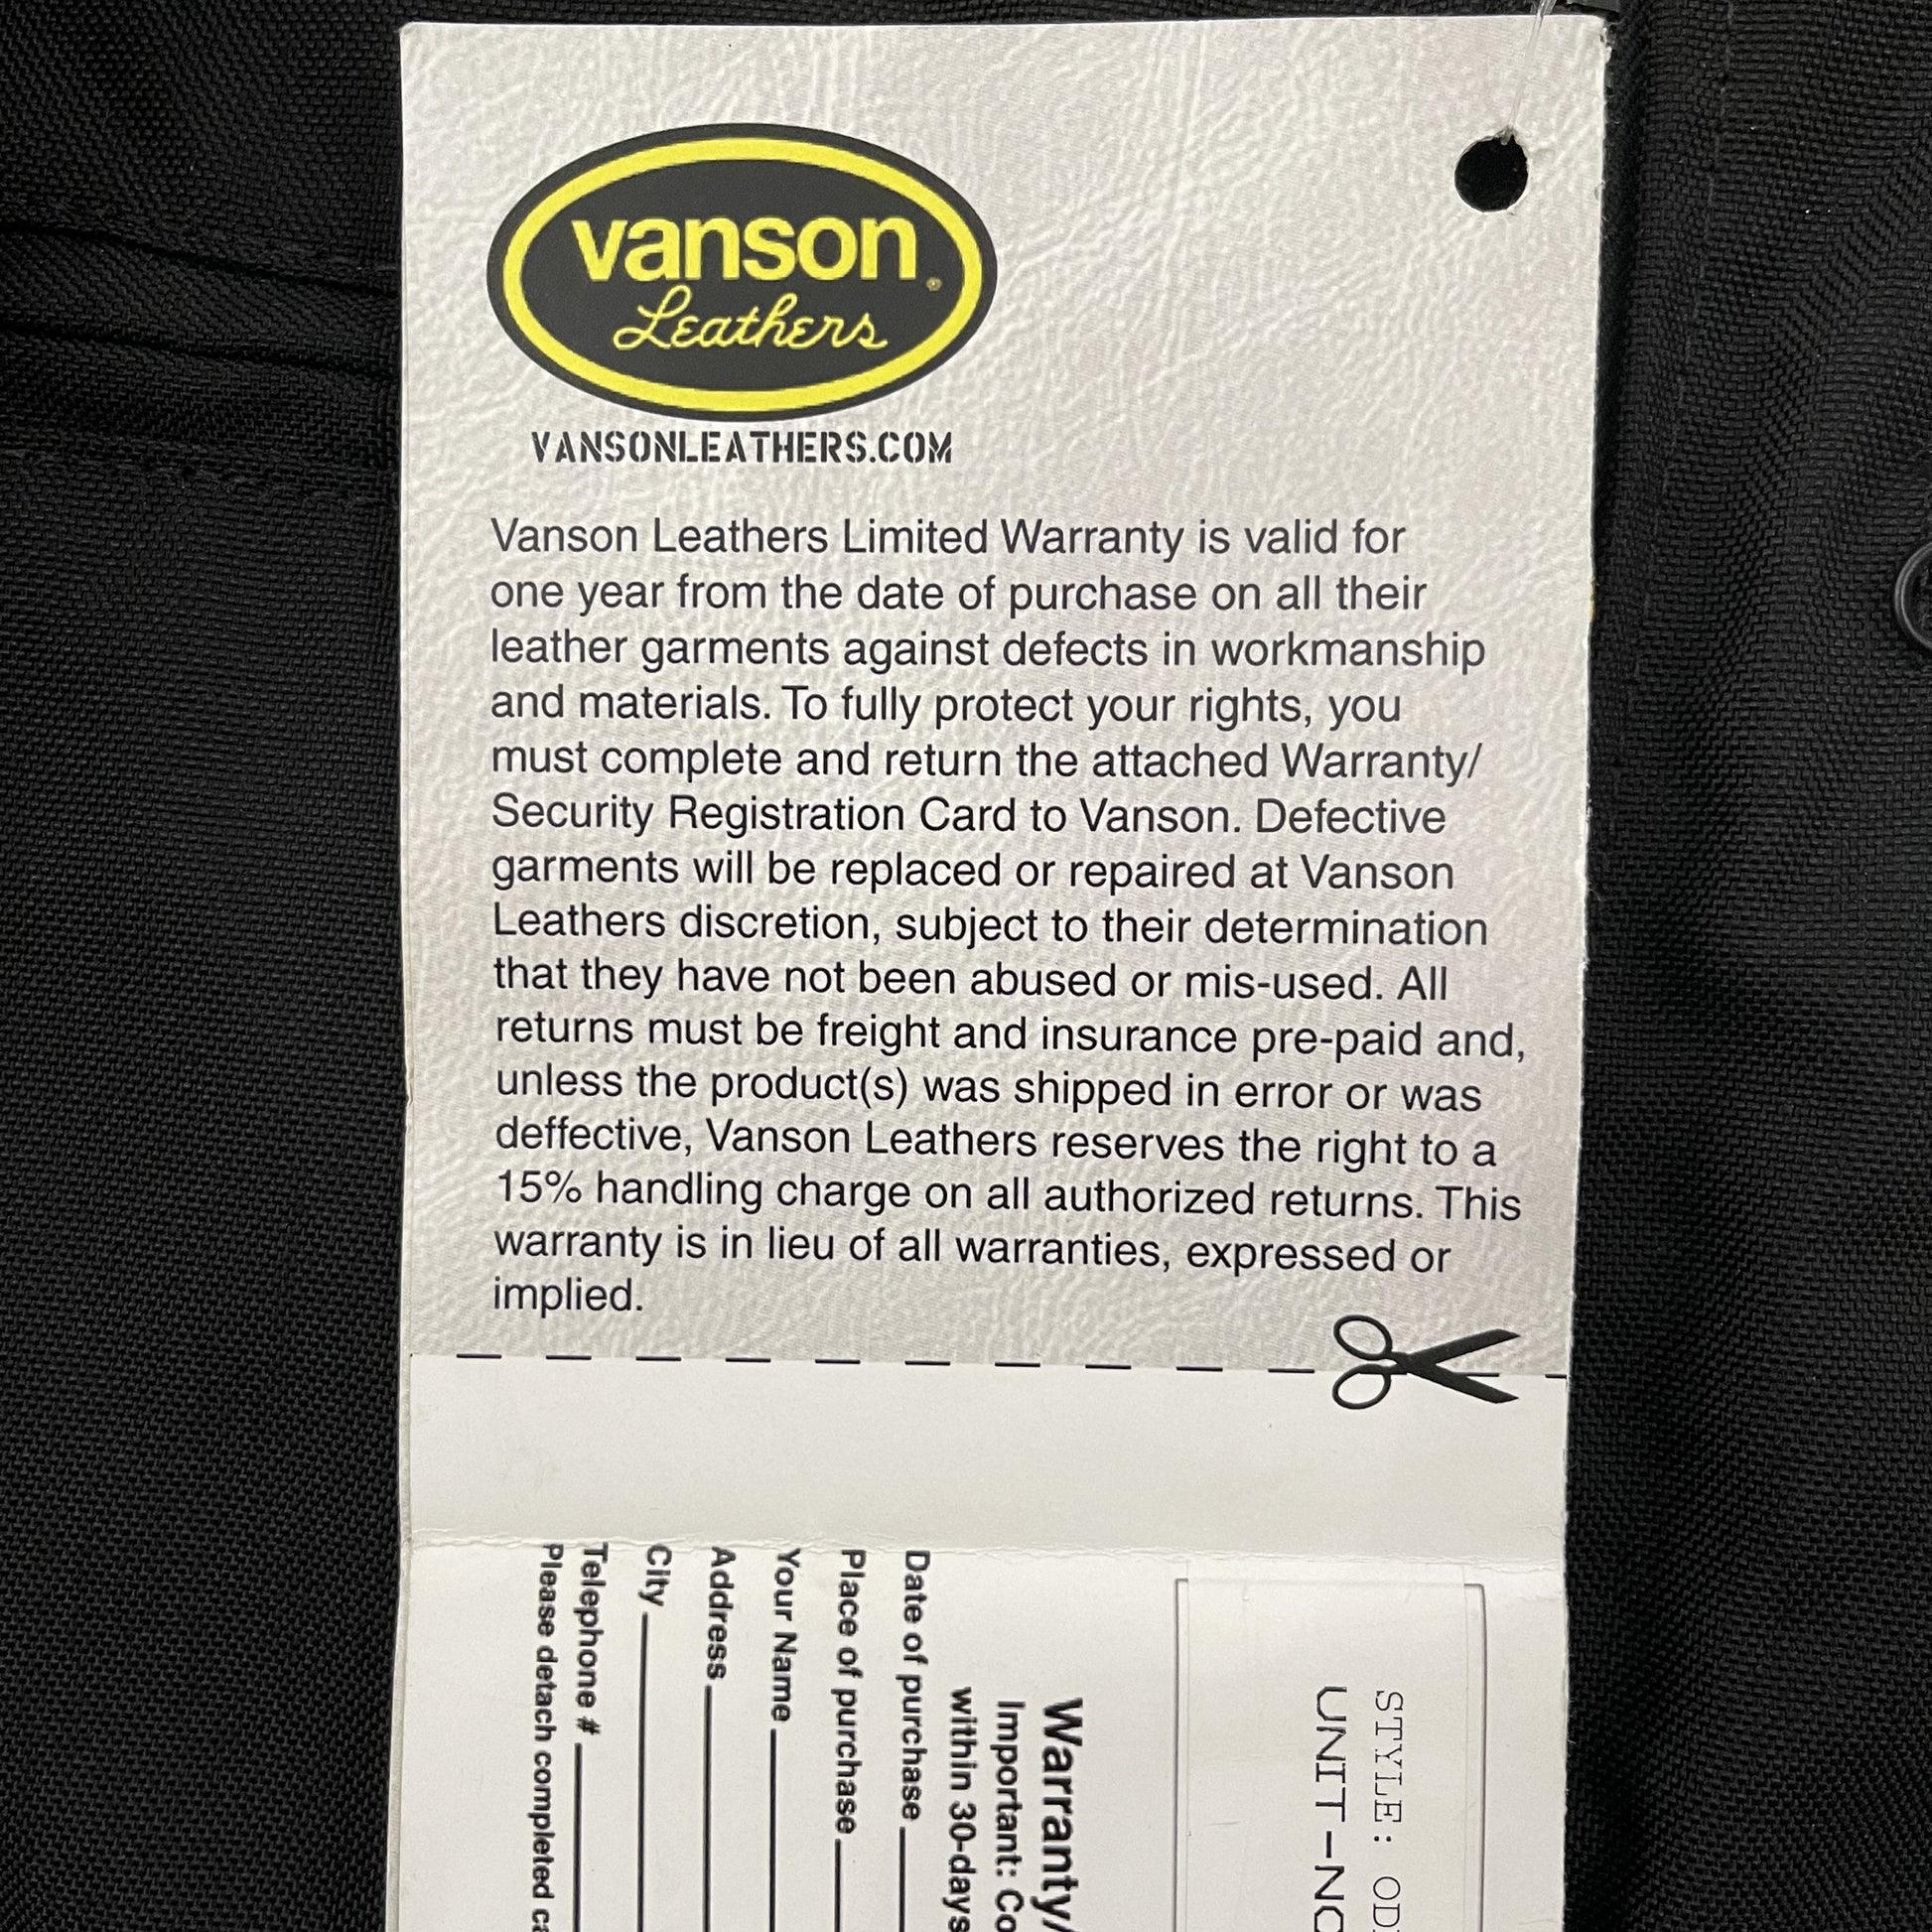 vanson
Leathers
VANSONLEATHERS.COM
Vanson Leathers Limited Warranty is valid for
one year from the date of purchase on all their
leather garments against defects in workmanship
and materials. To fully protect your rights, you
must complete and return the attached Warranty/
Security Registration Card to Vanson. Defective
garments will be replaced or repaired at Vanson
Leathers discretion, subject to their determination
that they have not been abused or mis-used. All
returns must be freight and insurance pre-paid and,
unless the product(s) was shipped in error or was
deffective, Vanson Leathers reserves the right to a
15% handling charge on all authorized returns. This
warranty is in lieu of all warranties, expressed or
implied.
STYLE:
UNIT-NO
Warranty/
Important:
within 30-days
Date of purchase
Place of purchase
Your Name
Address
City
Telephone #
Please detach completed